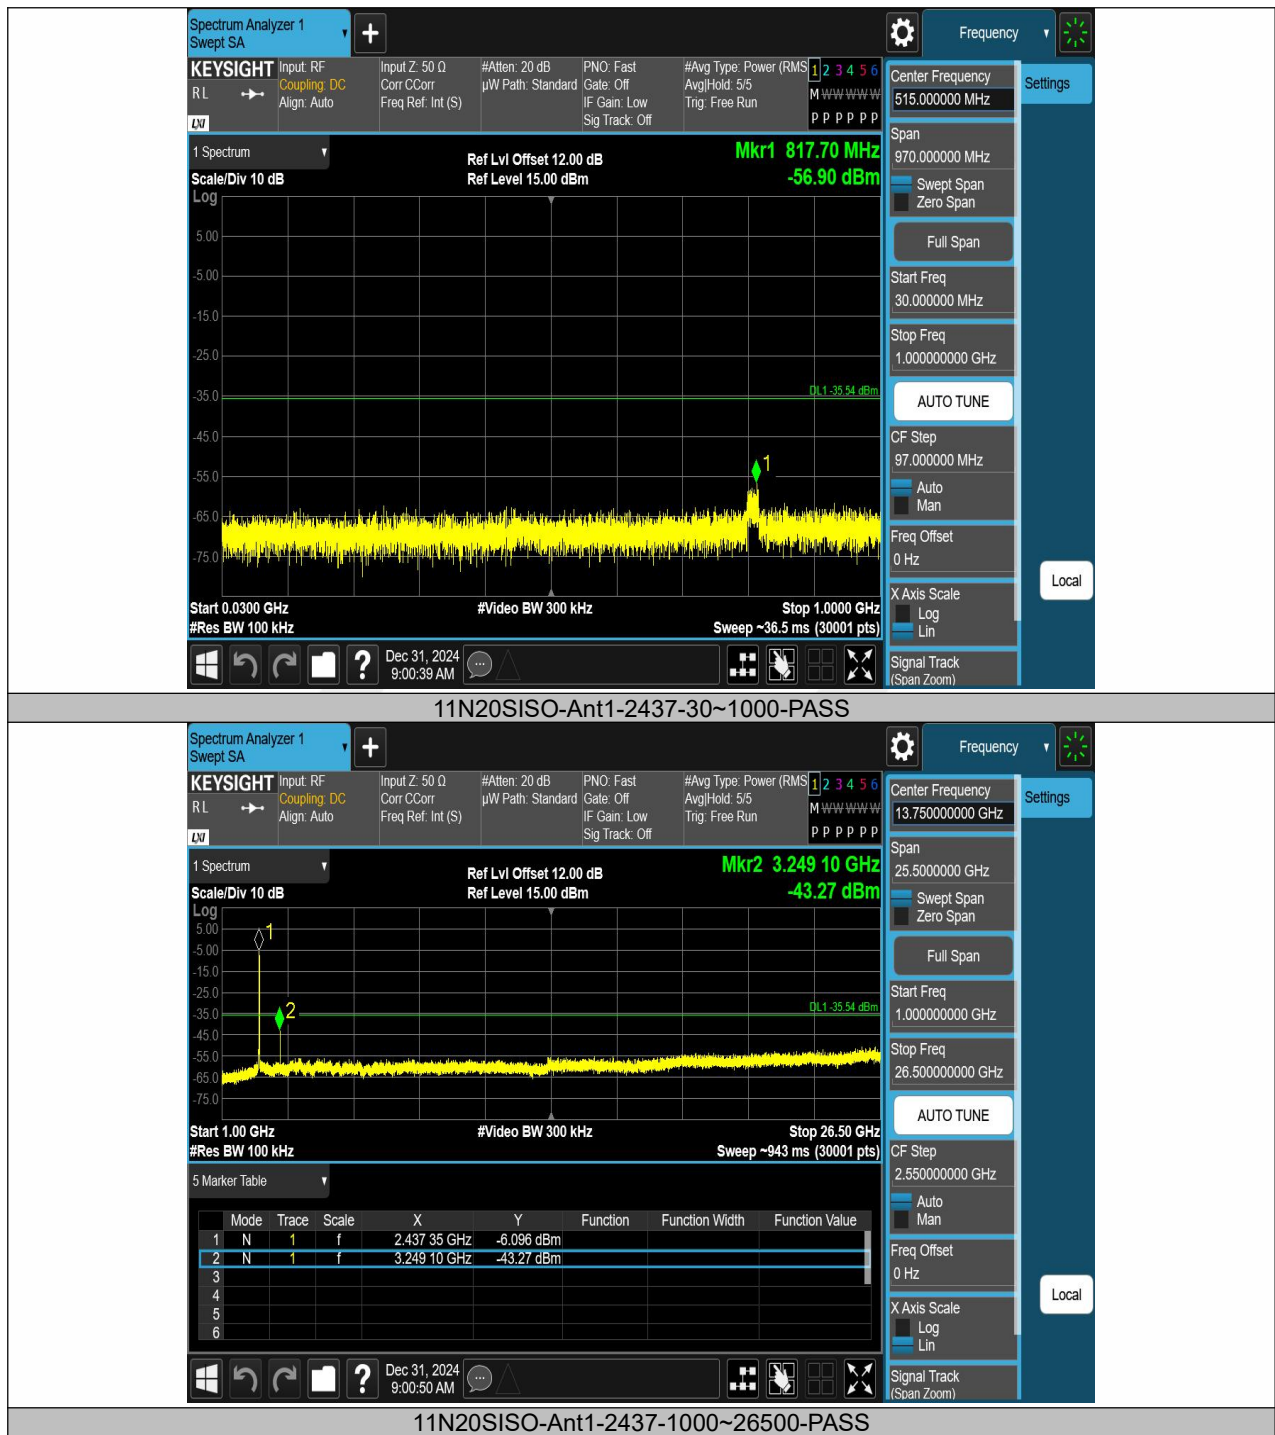 Spectrum Analyzer 1
Swept SA
+
Frequency
KEYSIGHT
RL
LXI
Input: RF
Coupling: DC
Align: Auto
Input Z: 50 Ω
Corr CCorr
Freq Ref: Int (S)
#Atten: 20 dB
µW Path: Standard
PNO: Fast
Gate: Off
IF Gain: Low
Sig Track: Off
#Avg Type: Power (RMS
Avg|Hold: 5/5
Trig: Free Run
1 2 3 4 5 6
M W W W W W
P P P P P P
Center Frequency
515.000000 MHz
Settings
Span
970.000000 MHz
Swept Span
Zero Span
Full Span
Start Freq
30.000000 MHz
Stop Freq
1.000000000 GHz
AUTO TUNE
CF Step
97.000000 MHz
Auto
Man
Freq Offset
0 Hz
Local
X Axis Scale
Log
Lin
Signal Track
(Span Zoom)
1 Spectrum
Scale/Div 10 dB
Ref Lvl Offset 12.00 dB
Ref Level 15.00 dBm
Mkr1 817.70 MHz
-56.90 dBm
Log
5.00
-5.00
-15.0
-25.0
-35.0
DL1 -35.54 dBm
-45.0
1
-55.0
-65.0
-75.0
Start 0.0300 GHz
#Video BW 300 kHz
Stop 1.0000 GHz
#Res BW 100 kHz
Sweep ~36.5 ms (30001 pts)
?
Dec 31, 2024
9:00:39 AM
11N20SISO-Ant1-2437-30~1000-PASS
Spectrum Analyzer 1
Swept SA
+
Frequency
KEYSIGHT
RL
LXI
Input: RF
Coupling: DC
Align: Auto
Input Z: 50 Ω
Corr CCorr
Freq Ref: Int (S)
#Atten: 20 dB
µW Path: Standard
PNO: Fast
Gate: Off
IF Gain: Low
Sig Track: Off
#Avg Type: Power (RMS
Avg|Hold: 5/5
Trig: Free Run
1 2 3 4 5 6
M W W W W W
P P P P P P
Center Frequency
13.750000000 GHz
Settings
Span
25.5000000 GHz
Swept Span
Zero Span
Full Span
Start Freq
1.000000000 GHz
Stop Freq
26.500000000 GHz
AUTO TUNE
CF Step
2.550000000 GHz
Auto
Man
Freq Offset
0 Hz
Local
X Axis Scale
Log
Lin
Signal Track
(Span Zoom)
1 Spectrum
Scale/Div 10 dB
Ref Lvl Offset 12.00 dB
Ref Level 15.00 dBm
Mkr2 3.249 10 GHz
-43.27 dBm
Log
5.00
1
-5.00
-15.0
-25.0
-35.0
2
DL1 -35.54 dBm
-45.0
-55.0
-65.0
-75.0
Start 1.00 GHz
#Video BW 300 kHz
Stop 26.50 GHz
#Res BW 100 kHz
Sweep ~943 ms (30001 pts)
5 Marker Table
Mode Trace Scale X Y Function Function Width Function Value
1 N 1 f 2.437 35 GHz -6.096 dBm
2 N 1 f 3.249 10 GHz -43.27 dBm
3
4
5
6
?
Dec 31, 2024
9:00:50 AM
11N20SISO-Ant1-2437-1000~26500-PASS